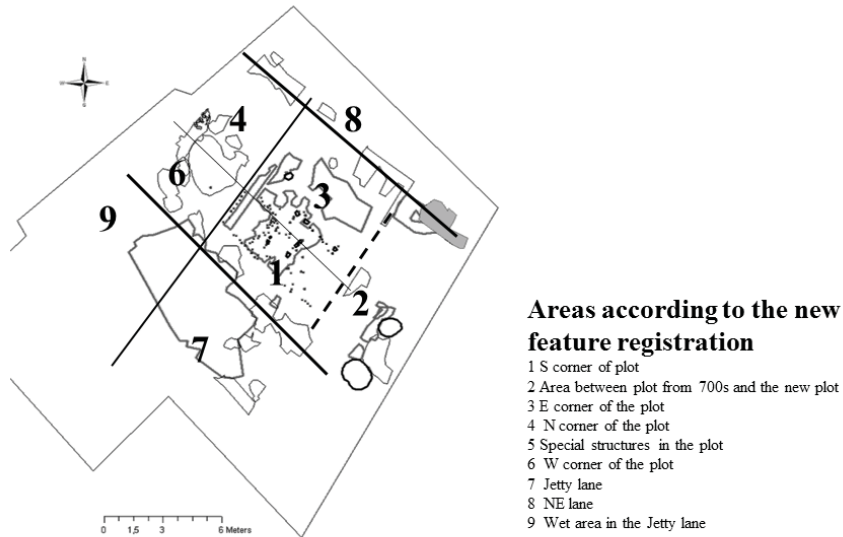 N
W E
S
4
8
6
3
9
1
2
7
0 1,5 3 6 Meters
Areas according to the new
feature registration
1 S corner of plot
2 Area between plot from 700s and the new plot
3 E corner of the plot
4 N corner of the plot
5 Special structures in the plot
6 W corner of the plot
7 Jetty lane
8 NE lane
9 Wet area in the Jetty lane